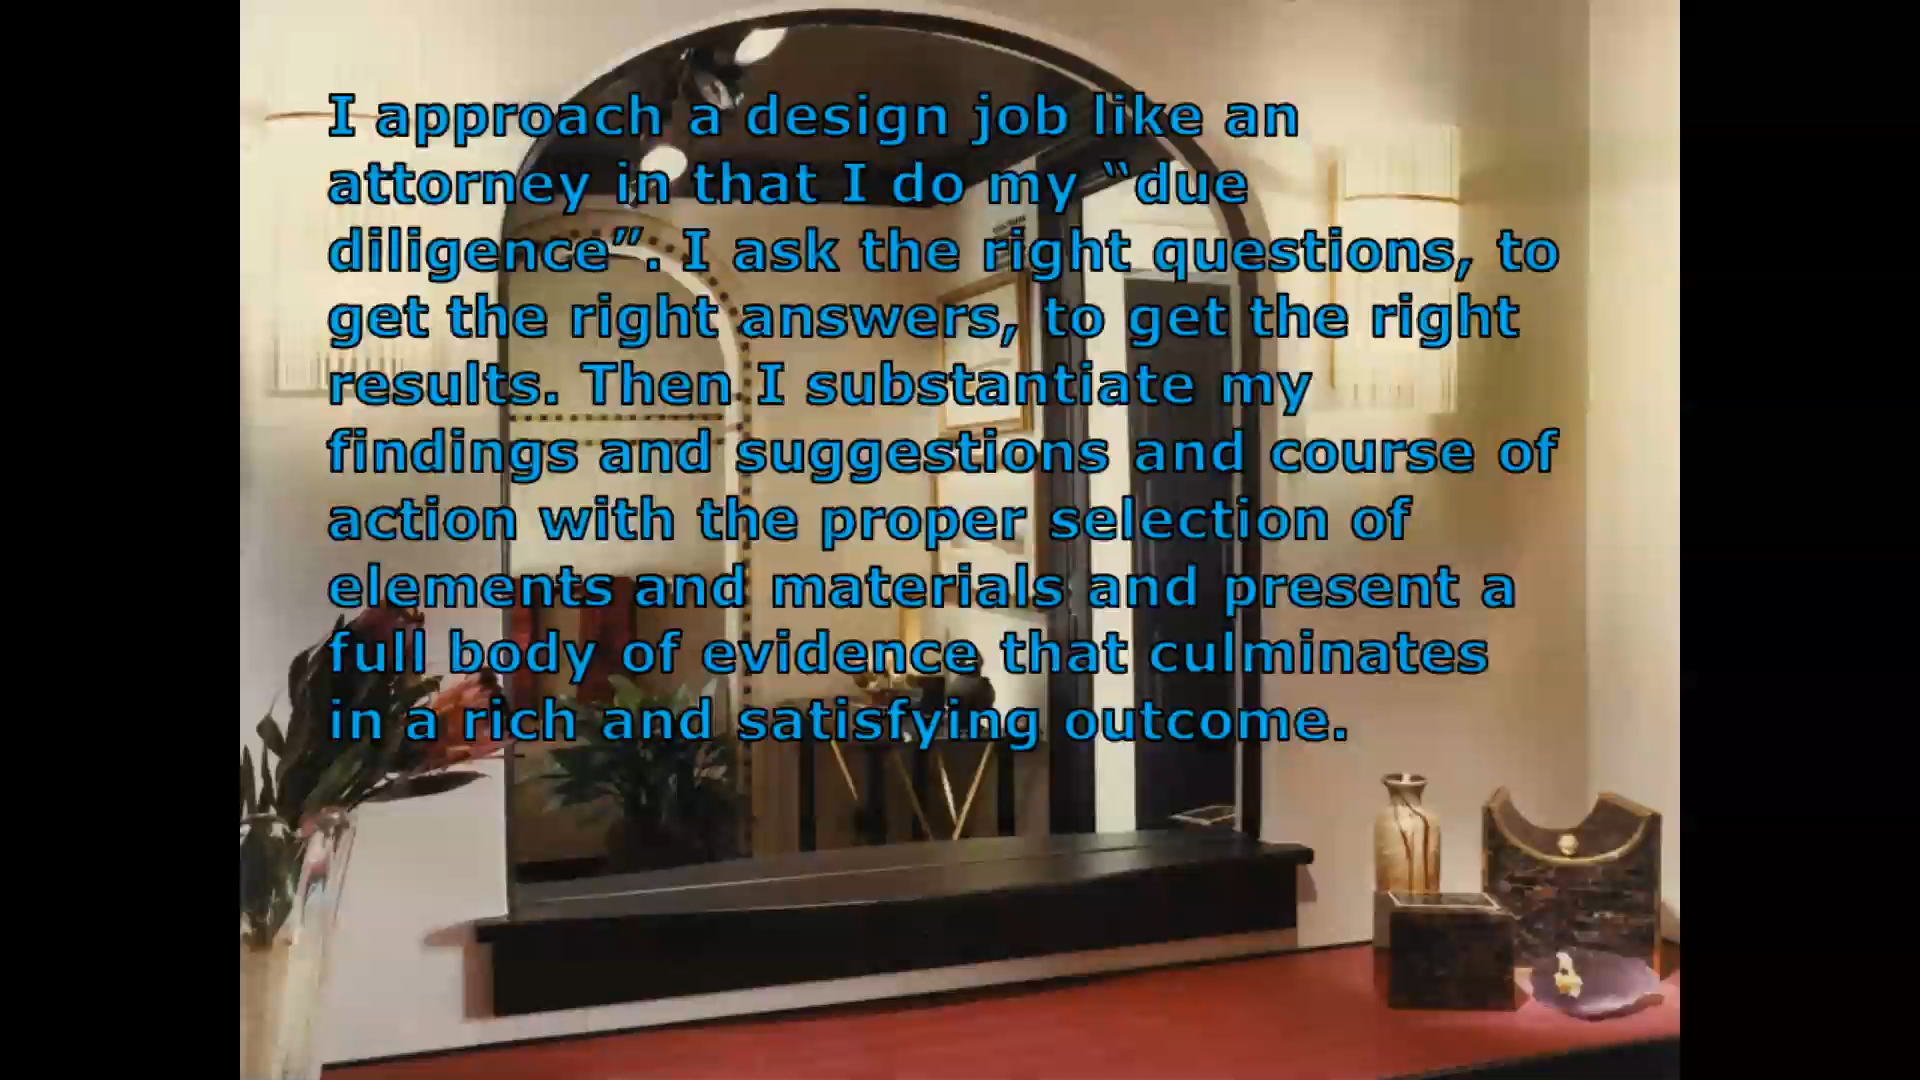 I approach a design job like an
attorney in that I do my “due
diligence”. I ask the right questions, to
get the right answers, to get the right
results. Then I substantiate my
findings and suggestions and course of
action with the proper selection of
elements and materials and present a
full body of evidence that culminates
in a rich and satisfying outcome.